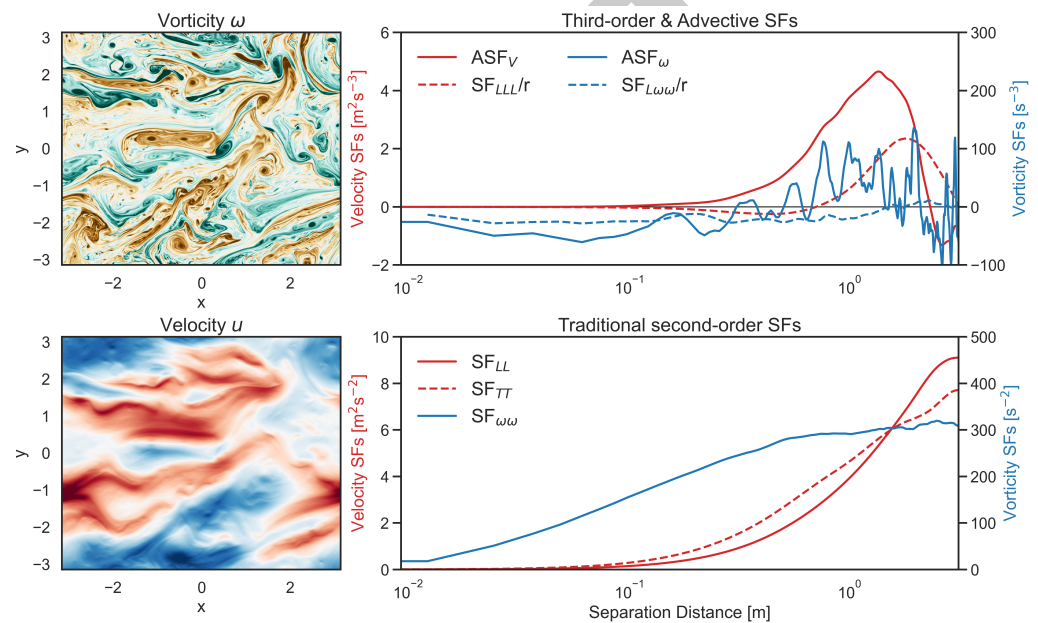 Vorticity ω
3
2
1
0
−1
−2
−3
y
−2
0
2
x
Third-order & Advective SFs
6
4
2
0
−2
Velocity SFs [m²s⁻³]
ASF_V
SF_LLL/r
ASF_ω
SF_Lωω/r
300
200
100
0
−100
Vorticity SFs [s⁻³]
10⁻²
10⁻¹
10⁰
Velocity u
3
2
1
0
−1
−2
−3
y
−2
0
2
x
Traditional second-order SFs
10
8
6
4
2
0
Velocity SFs [m²s⁻²]
SF_LL
SF_TT
SF_ωω
500
400
300
200
100
0
Vorticity SFs [s⁻²]
10⁻²
10⁻¹
10⁰
Separation Distance [m]